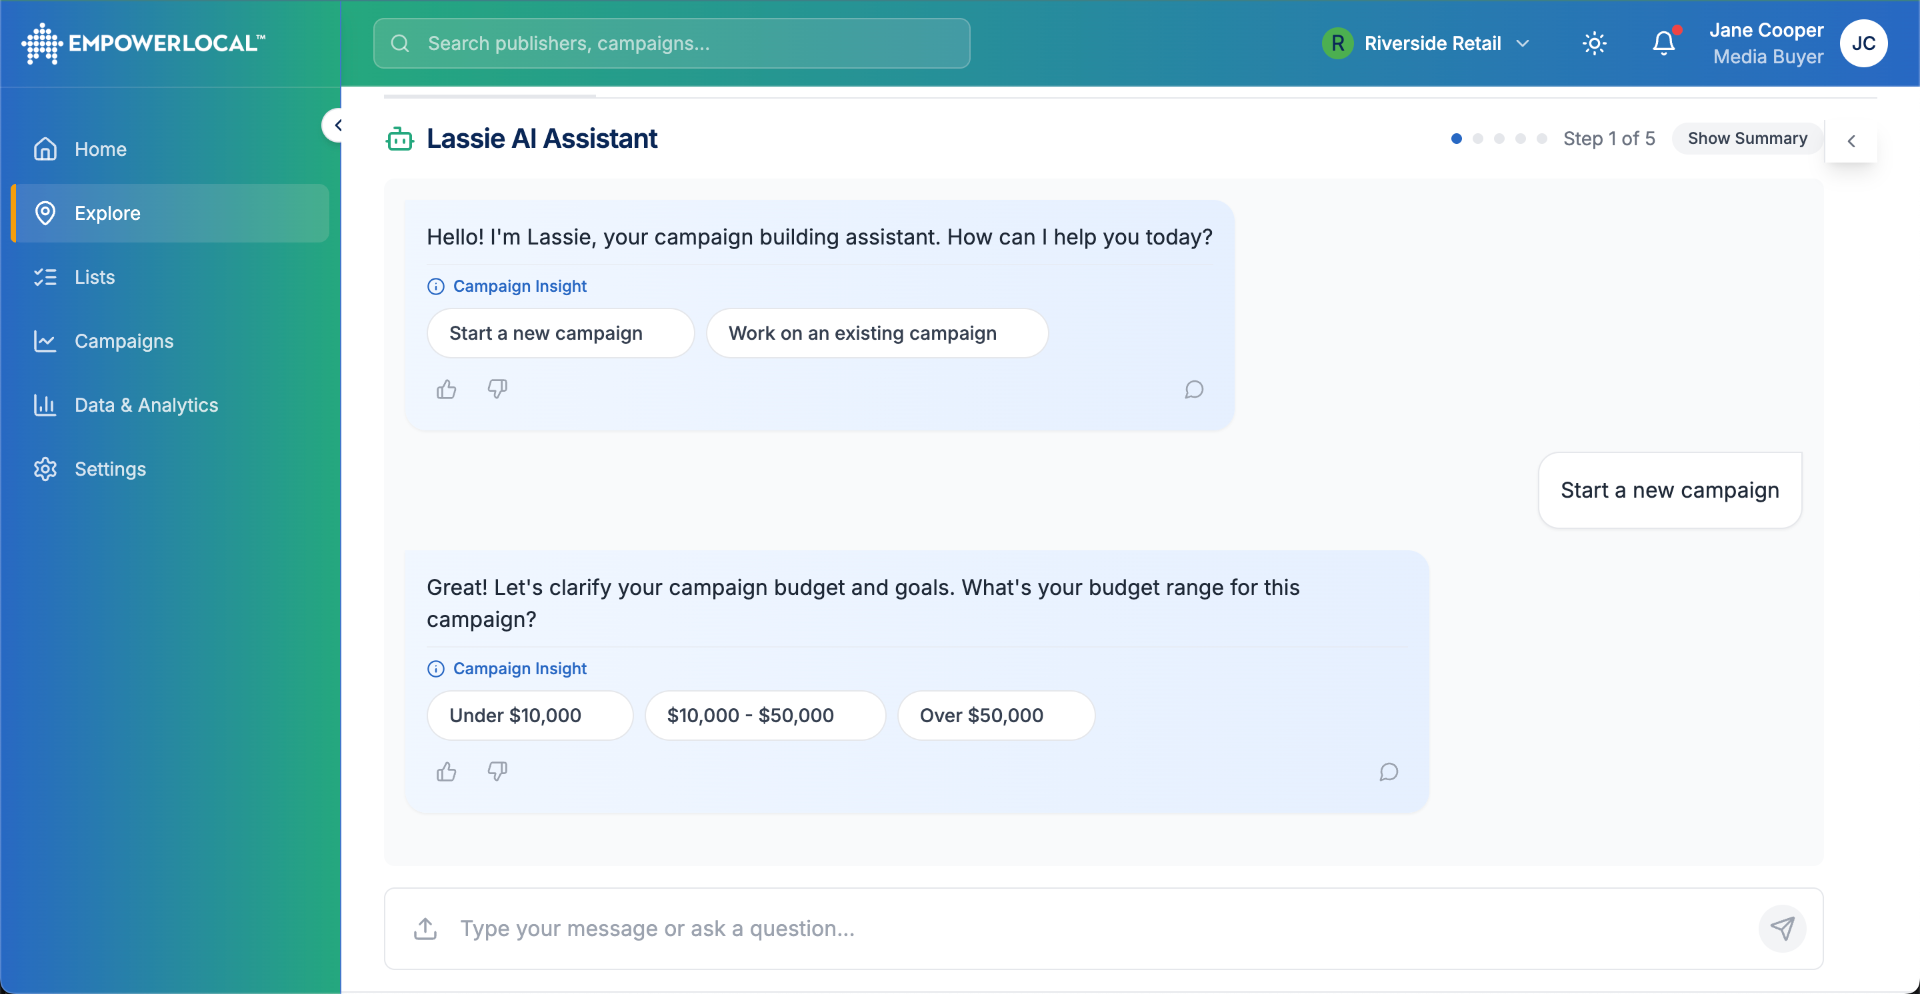 EMPOWERLOCAL™
Search publishers, campaigns...
R
Riverside Retail
Jane Cooper
Media Buyer
JC
Home
Explore
Lists
Campaigns
Data & Analytics
Settings
Lassie AI Assistant
Step 1 of 5
Show Summary
Hello! I'm Lassie, your campaign building assistant. How can I help you today?
Campaign Insight
Start a new campaign
Work on an existing campaign
Start a new campaign
Great! Let's clarify your campaign budget and goals. What's your budget range for this
campaign?
Campaign Insight
Under $10,000
$10,000 - $50,000
Over $50,000
Type your message or ask a question...